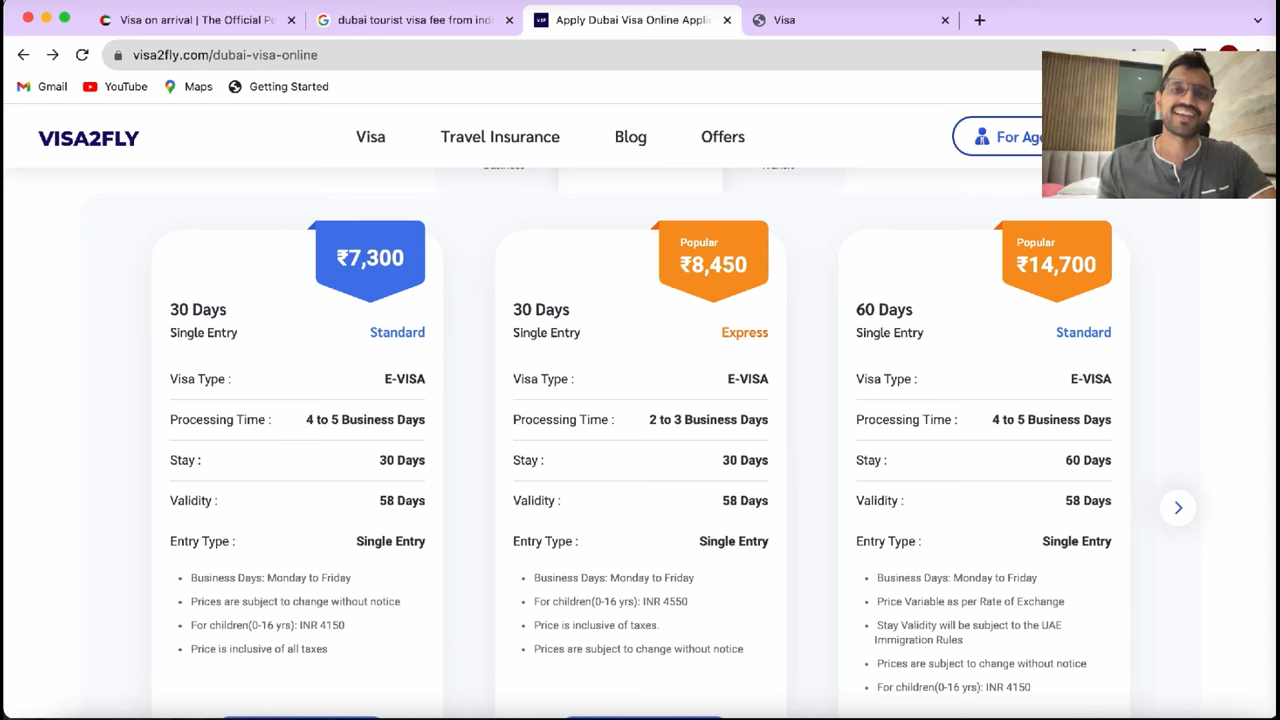 Visa on arrival | The Official Po
dubai tourist visa fee from indi
Apply Dubai Visa Online Applic
Visa
visa2fly.com/dubai-visa-online
Gmail
YouTube
Maps
Getting Started
VISA2FLY
Visa
Travel Insurance
Blog
Offers
For Age
₹7,300
30 Days
Single Entry
Standard
Visa Type :
E-VISA
Processing Time :
4 to 5 Business Days
Stay :
30 Days
Validity :
58 Days
Entry Type :
Single Entry
• Business Days: Monday to Friday
• Prices are subject to change without notice
• For children(0-16 yrs): INR 4150
• Price is inclusive of all taxes
Popular
₹8,450
30 Days
Single Entry
Express
Visa Type :
E-VISA
Processing Time :
2 to 3 Business Days
Stay :
30 Days
Validity :
58 Days
Entry Type :
Single Entry
• Business Days: Monday to Friday
• For children(0-16 yrs): INR 4550
• Price is inclusive of taxes.
• Prices are subject to change without notice
Popular
₹14,700
60 Days
Single Entry
Standard
Visa Type :
E-VISA
Processing Time :
4 to 5 Business Days
Stay :
60 Days
Validity :
58 Days
Entry Type :
Single Entry
• Business Days: Monday to Friday
• Price Variable as per Rate of Exchange
• Stay Validity will be subject to the UAE
Immigration Rules
• Prices are subject to change without notice
• For children(0-16 yrs): INR 4150